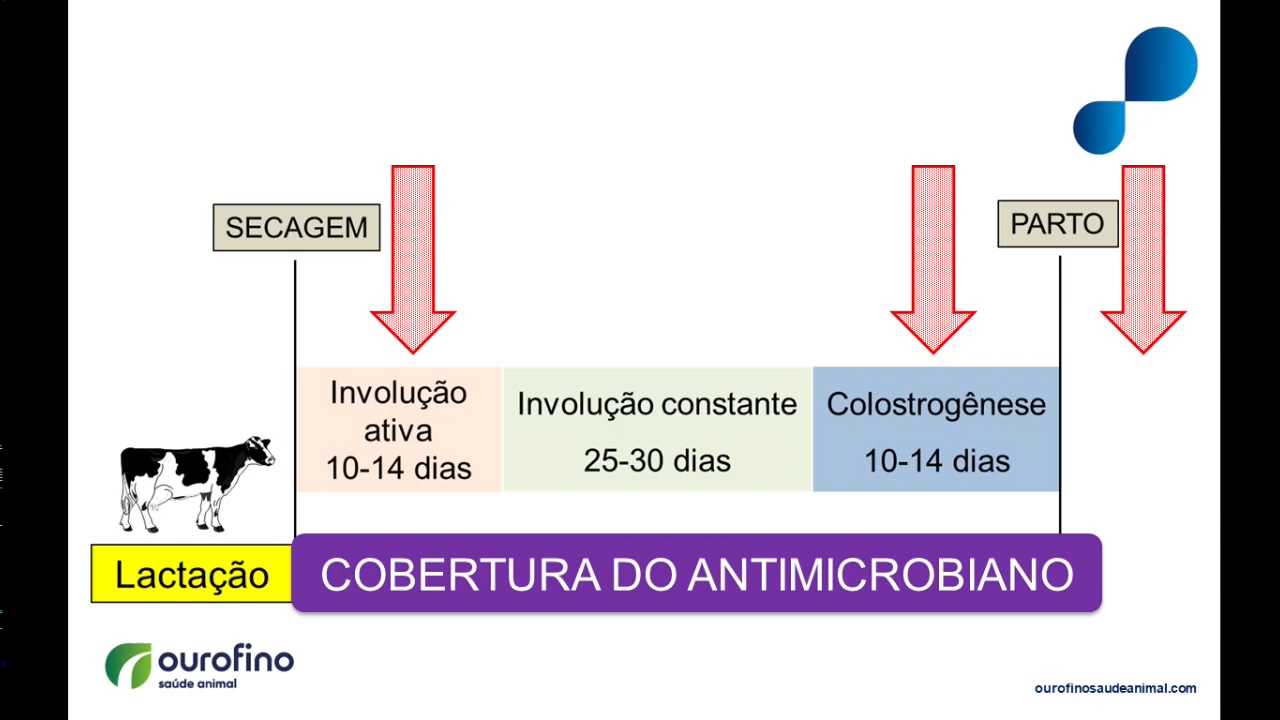 SECAGEM
PARTO
Involução
ativa
10-14 dias
Involução constante
25-30 dias
Colostrogênese
10-14 dias
Lactação
COBERTURA DO ANTIMICROBIANO
ourofino
saúde animal
ourofinosaudeanimal.com